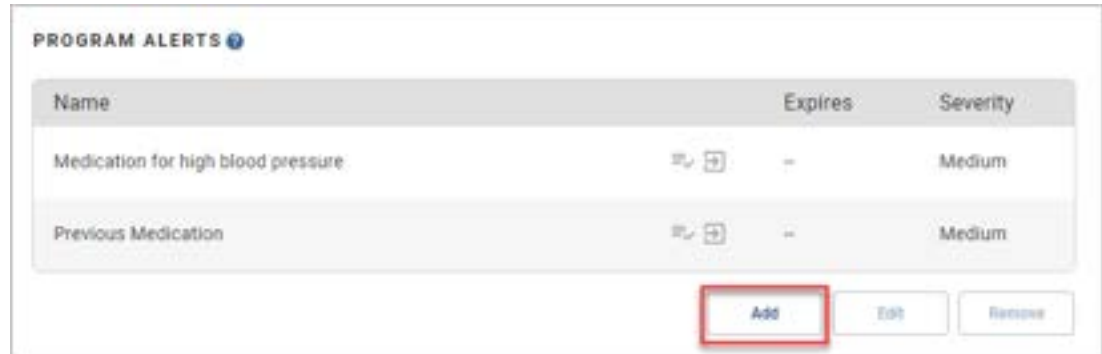 PROGRAM ALERTS ?
Name Expires Severity
Medication for high blood pressure -- Medium
Previous Medication -- Medium
Add Edit Remove